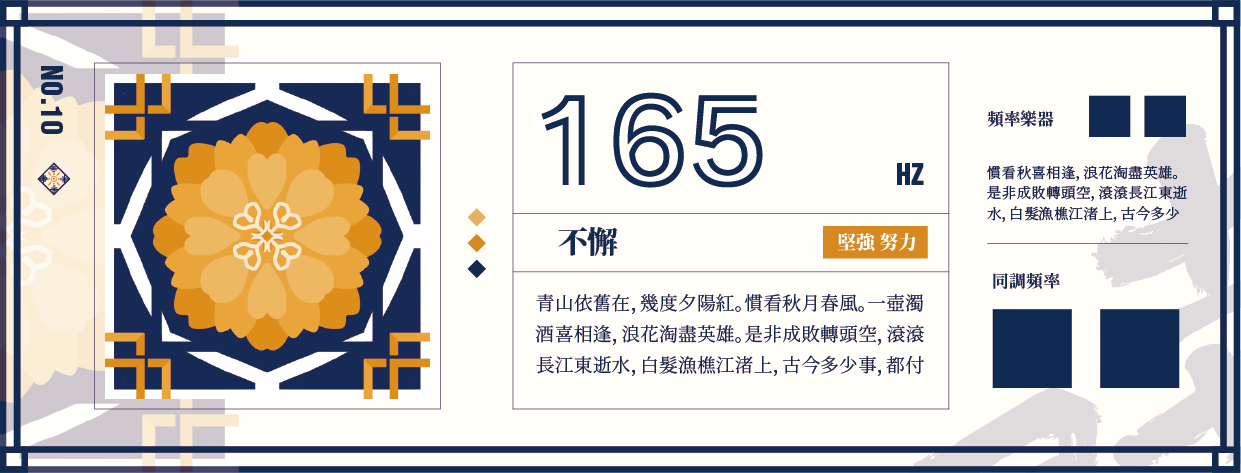 NO.10
165
HZ
不懈
堅強 努力
青山依舊在, 幾度夕陽紅。慣看秋月春風。一壺濁
酒喜相逢, 浪花淘盡英雄。是非成敗轉頭空, 滾滾
長江東逝水, 白髮漁樵江渚上, 古今多少事, 都付
頻率樂器
慣看秋喜相逢, 浪花淘盡英雄。
是非成敗轉頭空, 滾滾長江東逝
水, 白髮漁樵江渚上, 古今多少
同調頻率